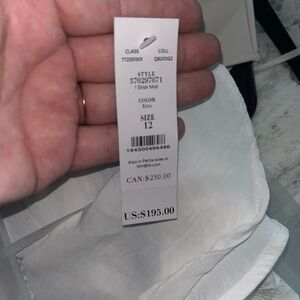 CLASS COLL
STYLE
570297071
COLOR
Ecru
SIZE
12
Also in Petite sizes at
WHBM.com
CAN:$230.00
US:$195.00